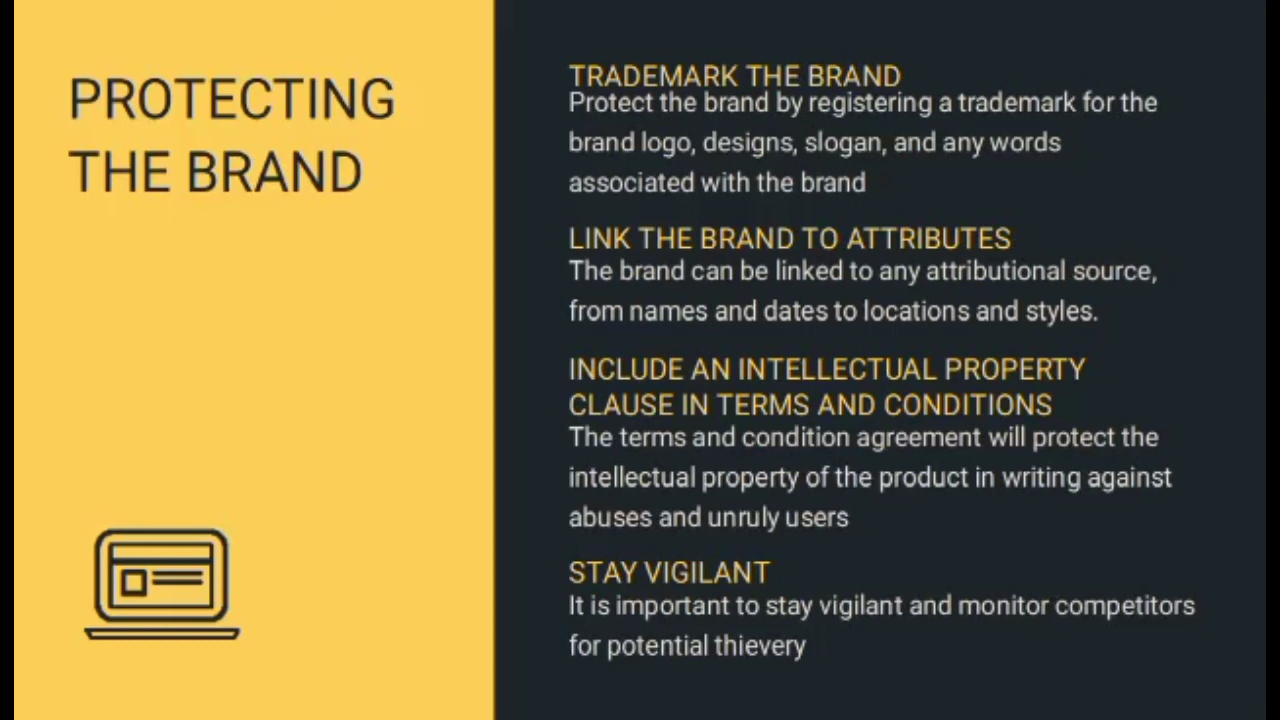 PROTECTING
THE BRAND
TRADEMARK THE BRAND
Protect the brand by registering a trademark for the
brand logo, designs, slogan, and any words
associated with the brand
LINK THE BRAND TO ATTRIBUTES
The brand can be linked to any attributional source,
from names and dates to locations and styles.
INCLUDE AN INTELLECTUAL PROPERTY
CLAUSE IN TERMS AND CONDITIONS
The terms and condition agreement will protect the
intellectual property of the product in writing against
abuses and unruly users
STAY VIGILANT
It is important to stay vigilant and monitor competitors
for potential thievery